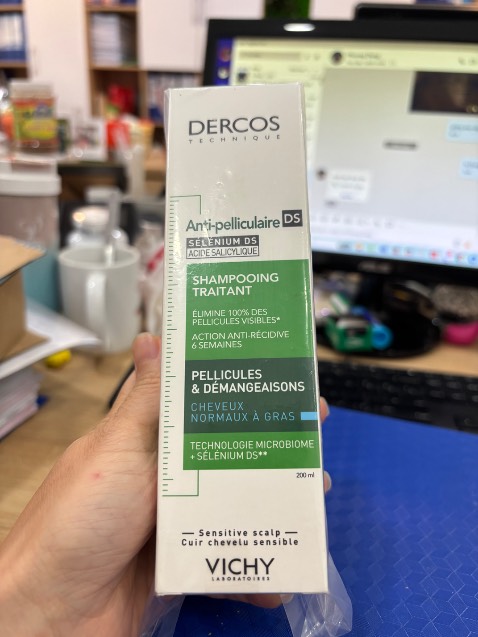 DERCOS
TECHNIQUE
Anti-pelliculaire DS
SELENIUM DS
ACIDE SALICYLIQUE
SHAMPOOING
TRAITANT
ÉLIMINE 100% DES
PELLICULES VISIBLES*
ACTION ANTI-RÉCIDIVE
6 SEMAINES
PELLICULES
& DÉMANGEAISONS
CHEVEUX
NORMAUX À GRAS
TECHNOLOGIE MICROBIOME
+ SÉLÉNIUM DS**
200 ml
Sensitive scalp
Cuir chevelu sensible
VICHY
LABORATOIRES